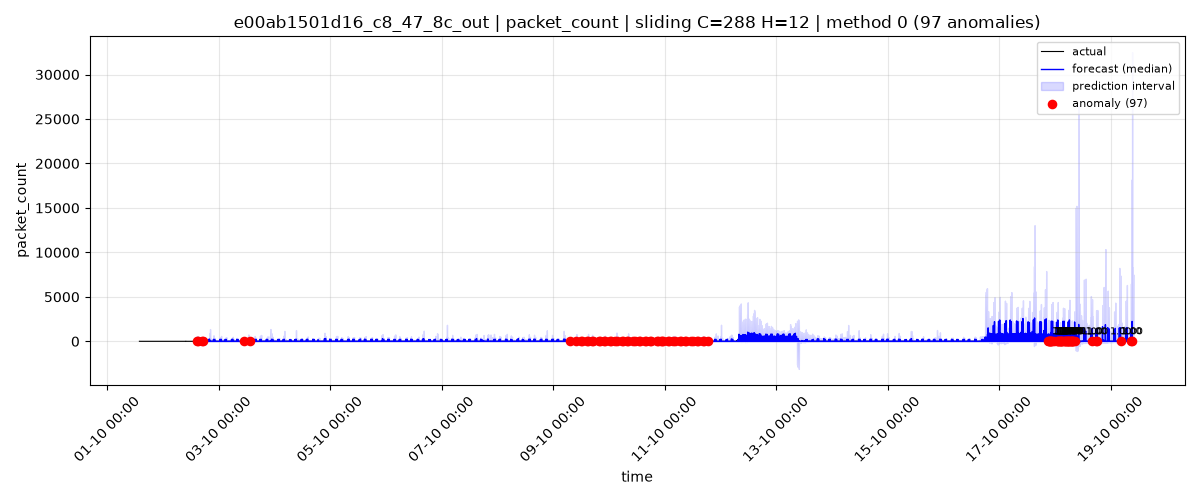 e00ab1501d16_c8_47_8c_out | packet_count | sliding C=288 H=12 | method 0 (97 anomalies)
actual
forecast (median)
prediction interval
anomaly (97)
packet_count
30000
25000
20000
15000
10000
5000
0
01-10 00:00
03-10 00:00
05-10 00:00
07-10 00:00
09-10 00:00
11-10 00:00
13-10 00:00
15-10 00:00
17-10 00:00
19-10 00:00
time